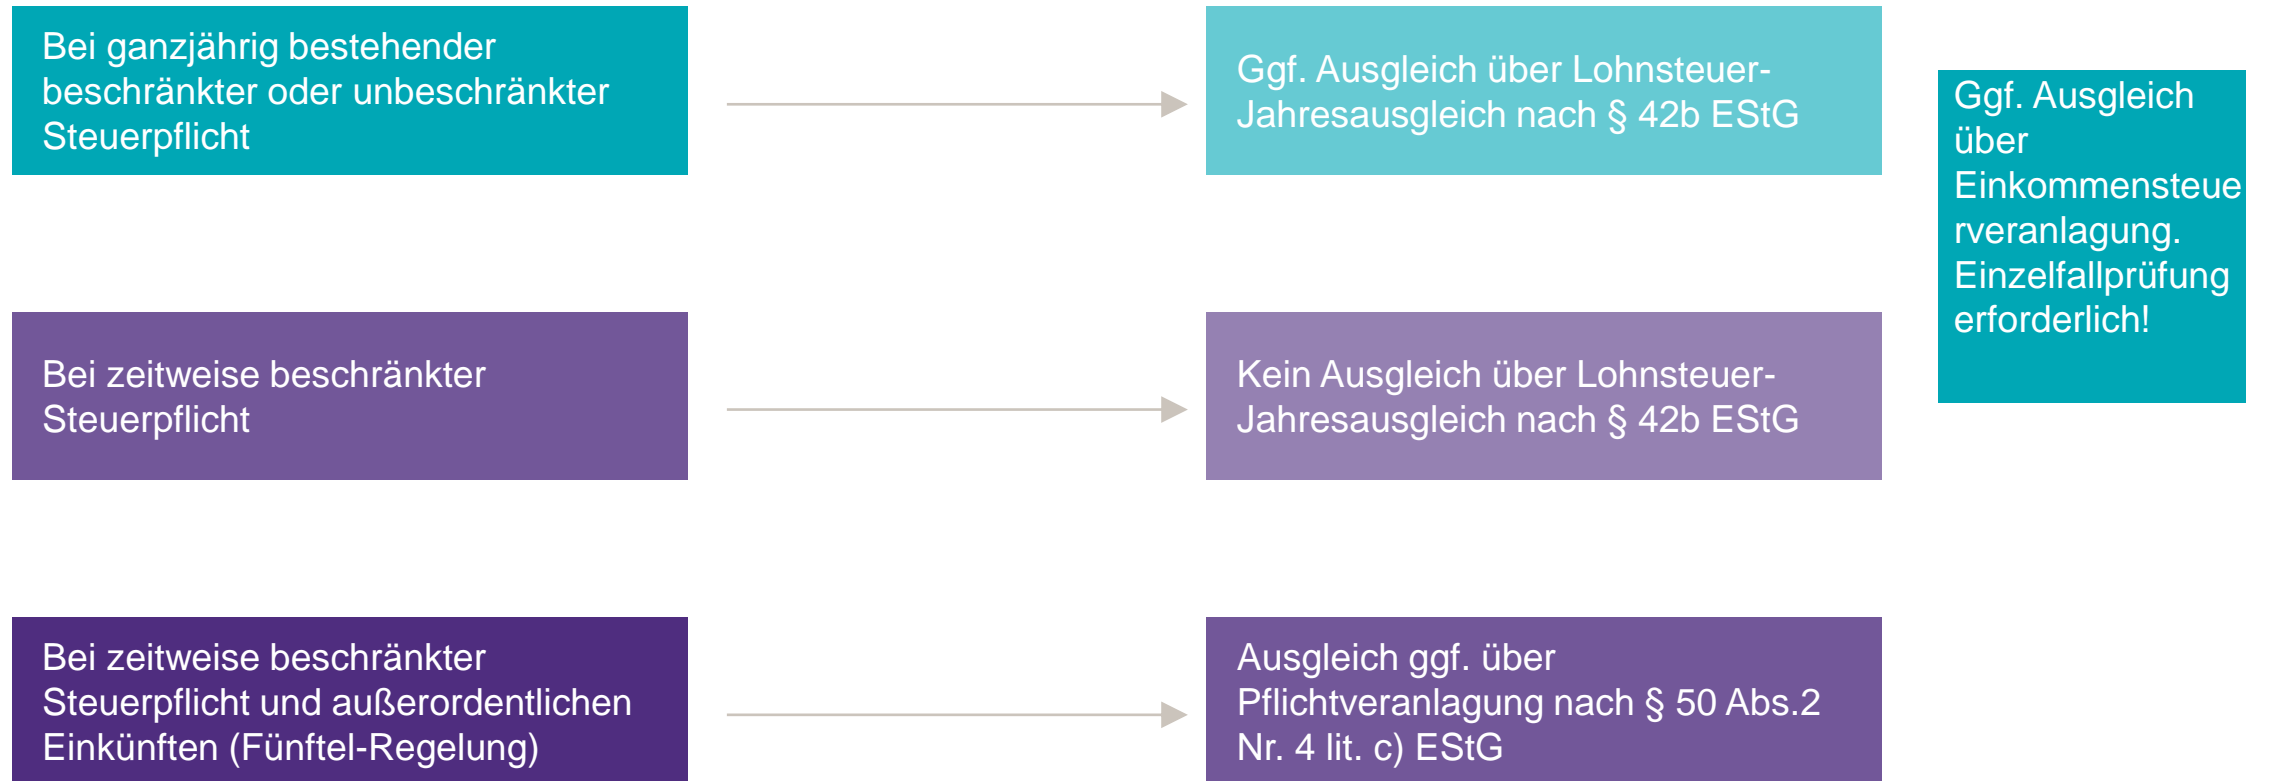 Bei ganzjährig bestehender
beschränkter oder unbeschränkter
Steuerpflicht
Ggf. Ausgleich über Lohnsteuer-
Jahresausgleich nach § 42b EStG
Ggf. Ausgleich
über
Einkommensteue
rveranlagung.
Einzelfallprüfung
erforderlich!
Bei zeitweise beschränkter
Steuerpflicht
Kein Ausgleich über Lohnsteuer-
Jahresausgleich nach § 42b EStG
Bei zeitweise beschränkter
Steuerpflicht und außerordentlichen
Einkünften (Fünftel-Regelung)
Ausgleich ggf. über
Pflichtveranlagung nach § 50 Abs.2
Nr. 4 lit. c) EStG